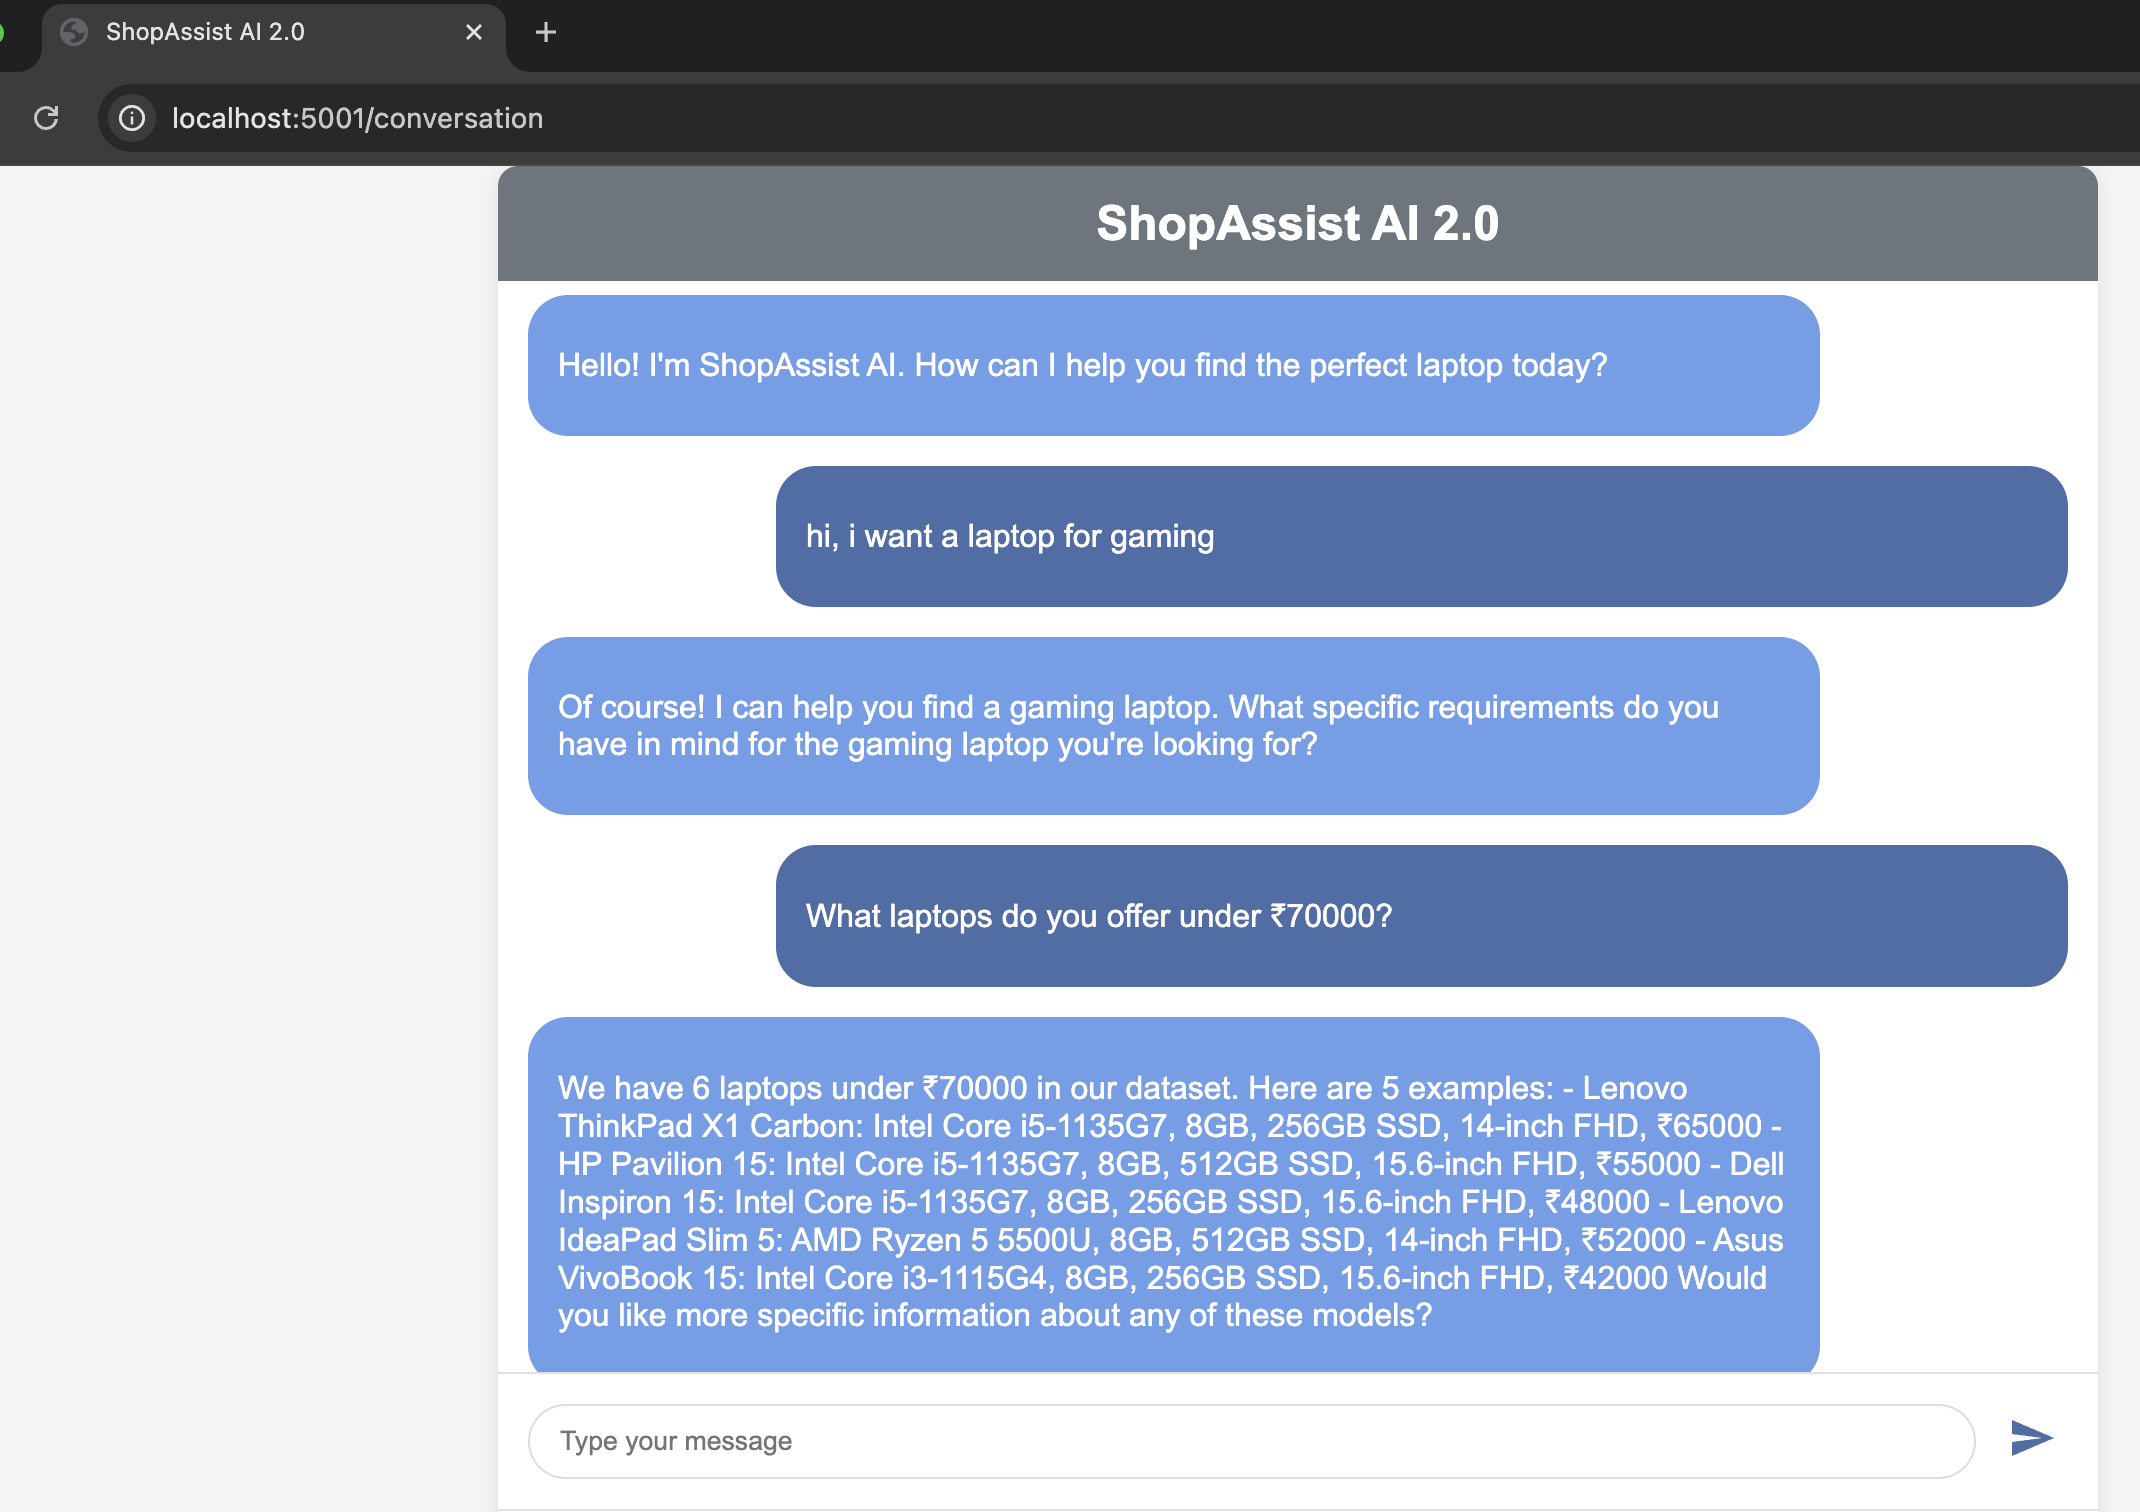 ShopAssist AI 2.0
localhost:5001/conversation
ShopAssist AI 2.0
Hello! I'm ShopAssist AI. How can I help you find the perfect laptop today?
hi, i want a laptop for gaming
Of course! I can help you find a gaming laptop. What specific requirements do you
have in mind for the gaming laptop you're looking for?
What laptops do you offer under ₹70000?
We have 6 laptops under ₹70000 in our dataset. Here are 5 examples: - Lenovo
ThinkPad X1 Carbon: Intel Core i5-1135G7, 8GB, 256GB SSD, 14-inch FHD, ₹65000 -
HP Pavilion 15: Intel Core i5-1135G7, 8GB, 512GB SSD, 15.6-inch FHD, ₹55000 - Dell
Inspiron 15: Intel Core i5-1135G7, 8GB, 256GB SSD, 15.6-inch FHD, ₹48000 - Lenovo
IdeaPad Slim 5: AMD Ryzen 5 5500U, 8GB, 512GB SSD, 14-inch FHD, ₹52000 - Asus
VivoBook 15: Intel Core i3-1115G4, 8GB, 256GB SSD, 15.6-inch FHD, ₹42000 Would
you like more specific information about any of these models?
Type your message